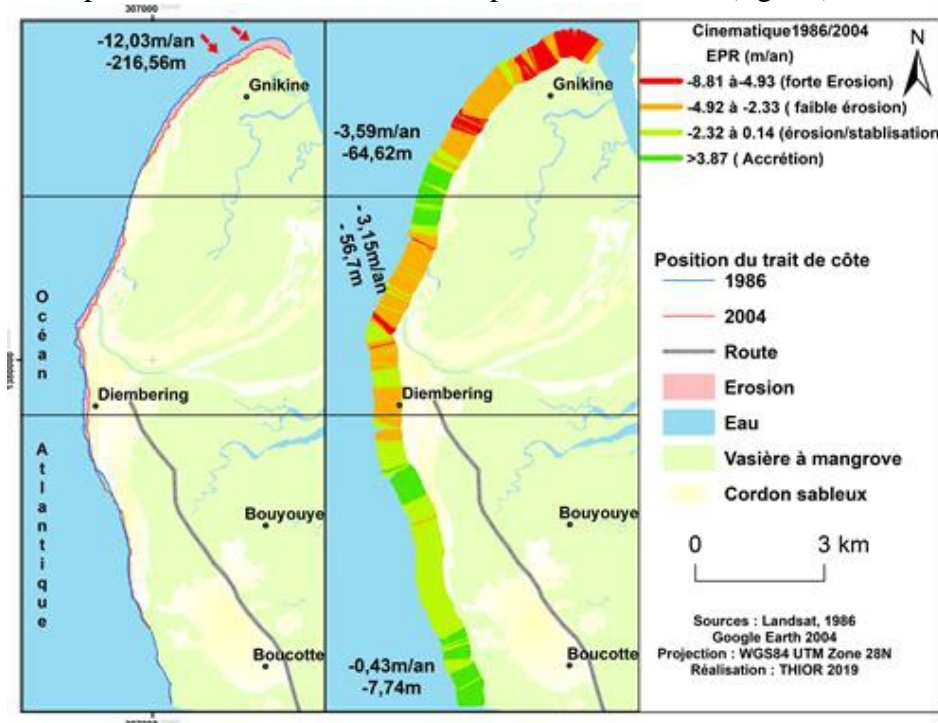 307000
-12,03m/an
-216,56m
Gnikine
Océan
Diembering
Atlantique
Bouyouye
Boucotte
1380000
Gnikine
-3,59m/an
-64,62m
- 3,15m/an
- 56,7m
Diembering
Bouyouye
-0,43m/an
-7,74m
Boucotte
Cinematique1986/2004
EPR (m/an)
N
-8.81 à-4.93 (forte Erosion)
-4.92 à -2.33 ( faible érosion)
-2.32 à 0.14 (érosion/stablisation
>3.87 ( Accrétion)
Position du trait de côte
1986
2004
Route
Erosion
Eau
Vasière à mangrove
Cordon sableux
0 3 km
Sources : Landsat, 1986
Google Earth 2004
Projection : WGS84 UTM Zone 28N
Réalisation : THIOR 2019